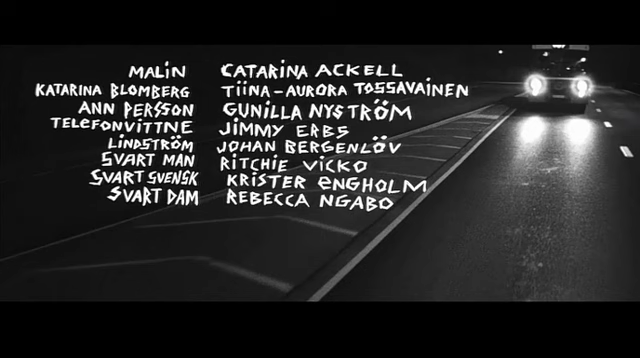 MALIN CATARINA ACKELL
KATARINA BLOMBERG TIINA-AURORA TOSSAVAINEN
ANN PERSSON GUNILLA NYSTRÖM
TELEFONVITTNE JIMMY ERBS
LINDSTRÖM JOHAN BERGENLÖV
SVART MAN RITCHIE VICKO
SVART SVENSK KRISTER ENGHOLM
SVART DAM REBECCA NGABO